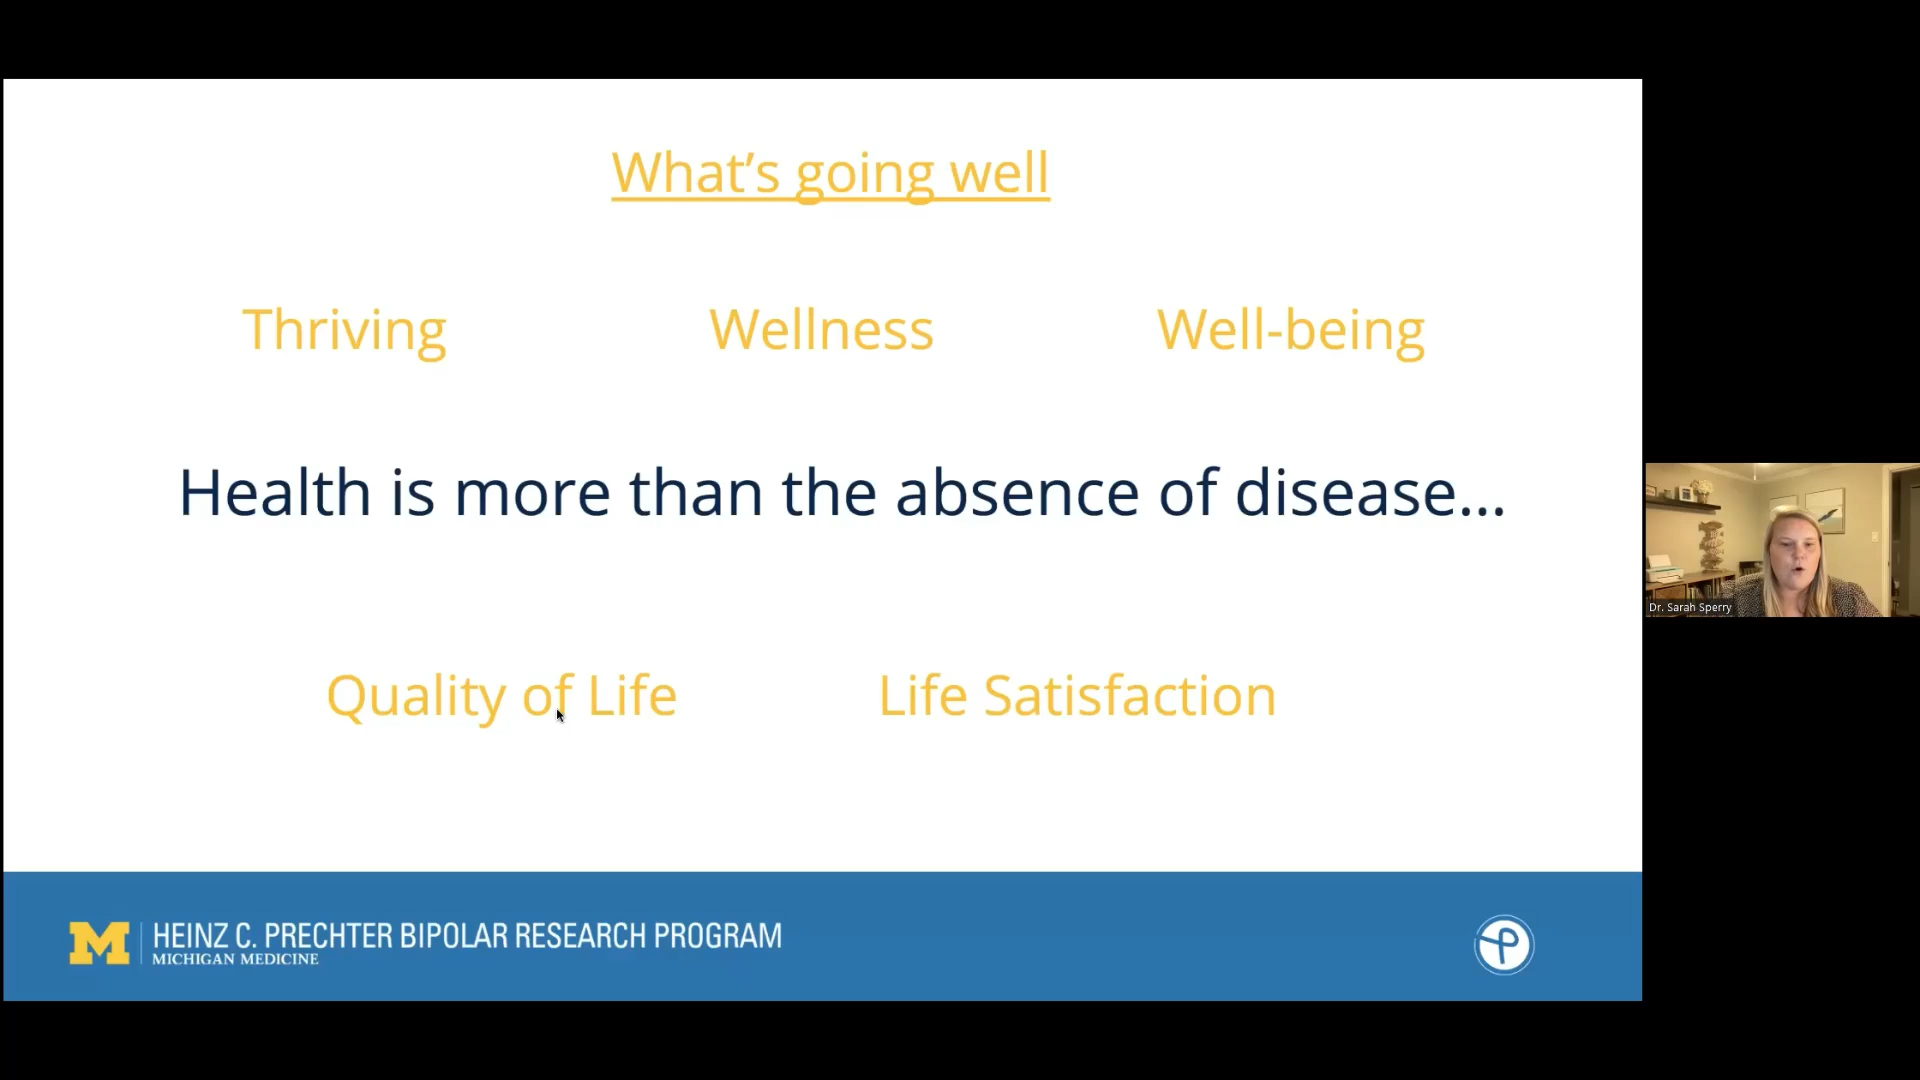 What's going well
Thriving Wellness Well-being
Health is more than the absence of disease...
Quality of Life Life Satisfaction
Dr. Sarah Sperry
M HEINZ C. PRECHTER BIPOLAR RESEARCH PROGRAM
MICHIGAN MEDICINE